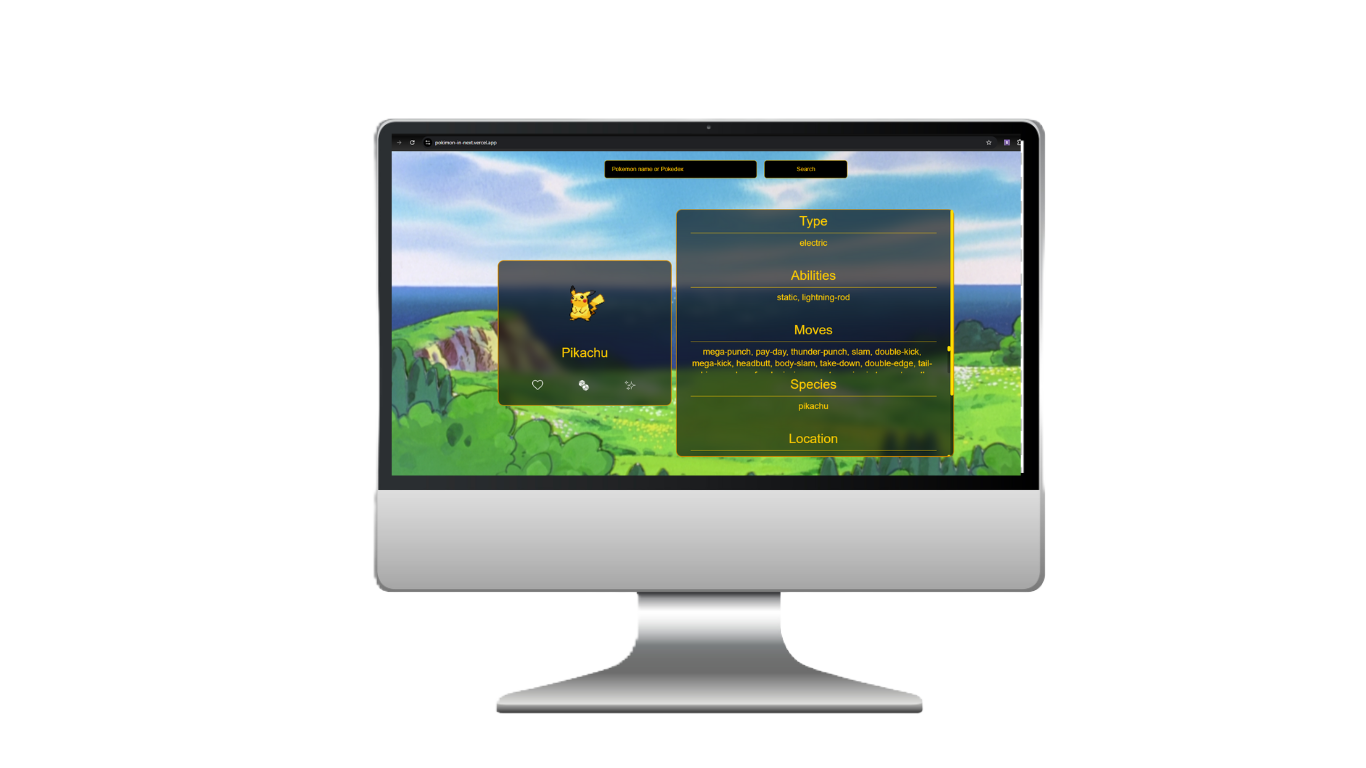 pokimon-in-next.vercel.app
Pokemon name or Pokedex
Search
Pikachu
Type
electric
Abilities
static, lightning-rod
Moves
mega-punch, pay-day, thunder-punch, slam, double-kick,
mega-kick, headbutt, body-slam, take-down, double-edge, tail-
Species
pikachu
Location